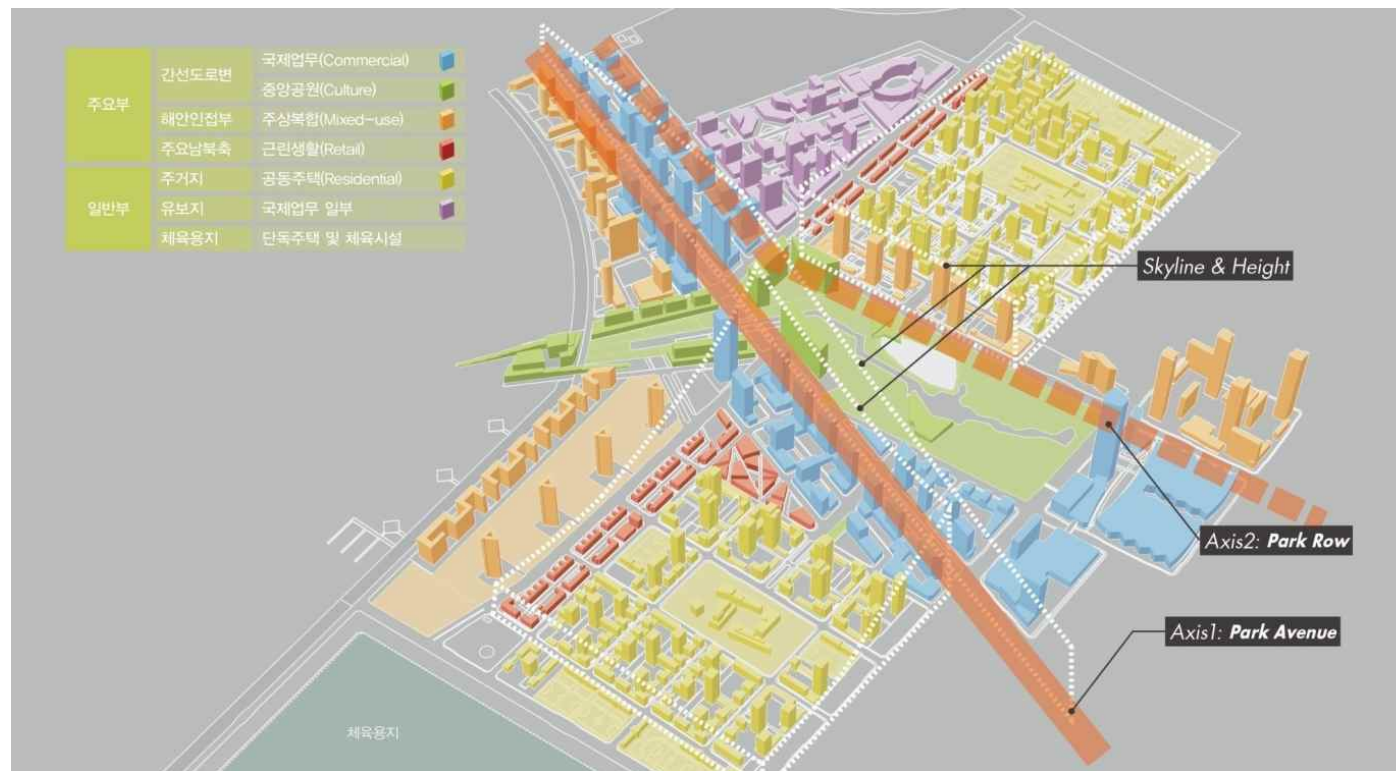 주요부
간선도로변
국제업무(Commercial)
중앙공원(Culture)
해안인접부 주상복합(Mixed-use)
주요남북축 근린생활(Retail)
일반부
주거지 공동주택(Residential)
유보지 국제업무 일부
체육용지 단독주택 및 체육시설
Skyline & Height
Axis2: Park Row
Axis1: Park Avenue
체육용지